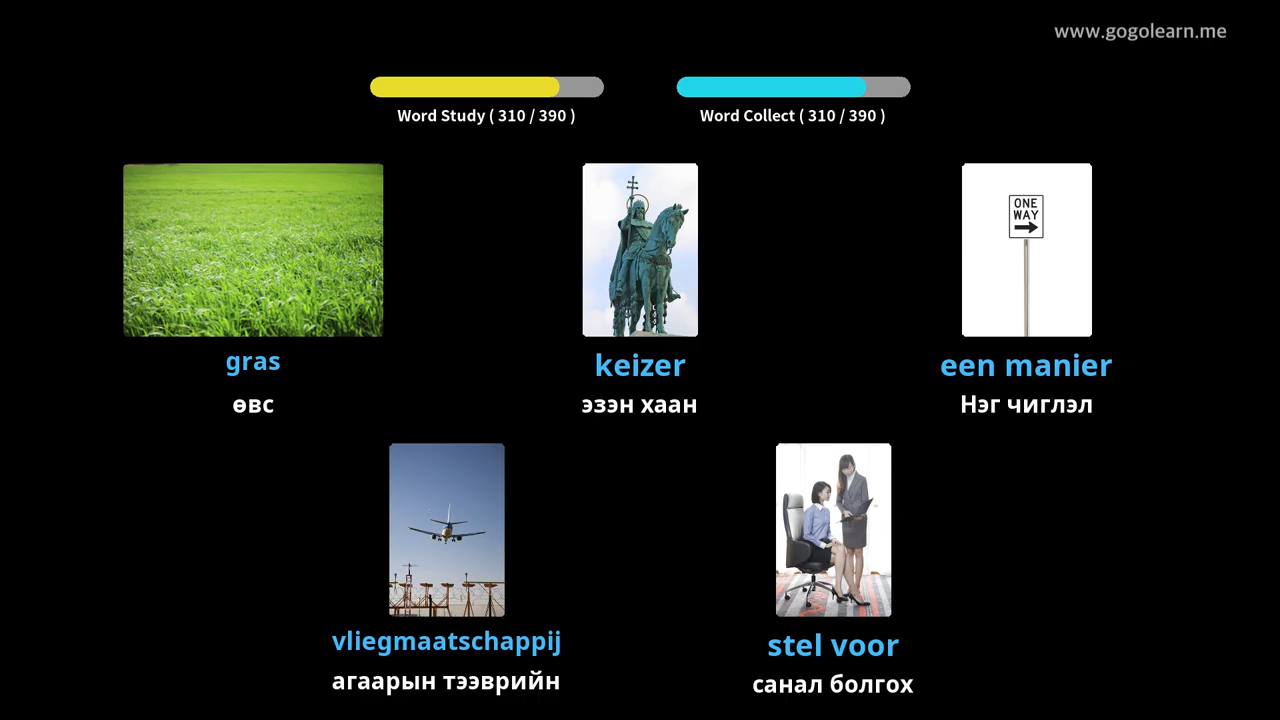 www.gogolearn.me
Word Study ( 310 / 390 )
Word Collect ( 310 / 390 )
ONE
WAY
gras
keizer
een manier
өвс
эзэн хаан
Нэг чиглэл
vliegmaatschappij
stel voor
агаарын тээврийн
санал болгох